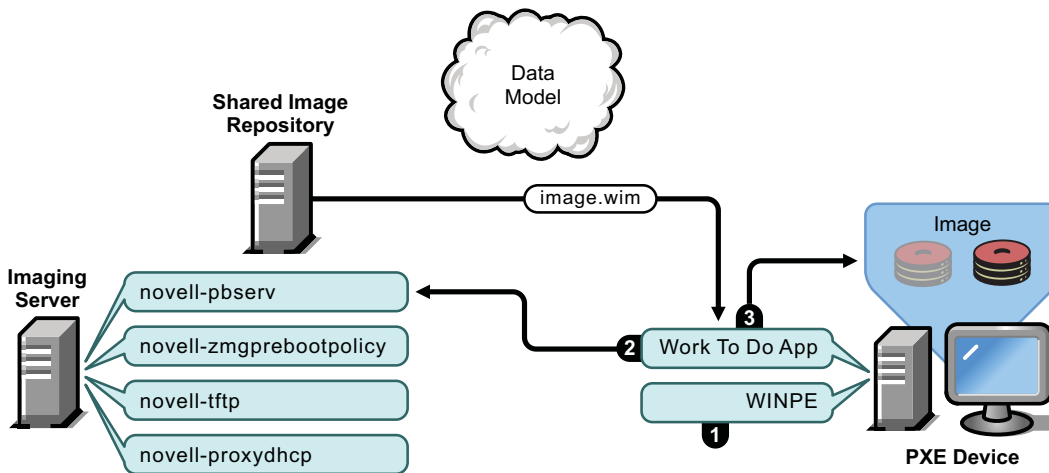 Data
Model
Shared Image
Repository
image.wim
Image
Imaging
Server
novell-pbserv
novell-zmgprebootpolicy
novell-tftp
novell-proxydhcp
3
2
Work To Do App
WINPE
1
PXE Device